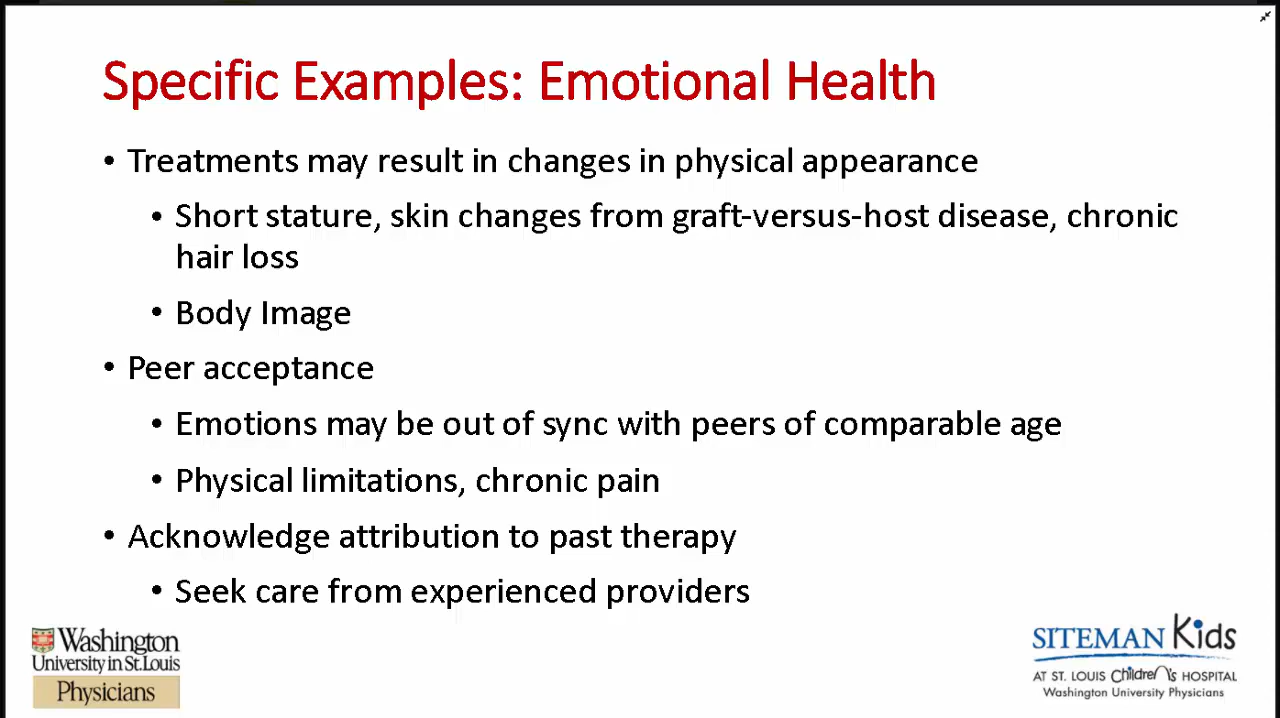 Specific Examples: Emotional Health
• Treatments may result in changes in physical appearance
• Short stature, skin changes from graft-versus-host disease, chronic
hair loss
• Body Image
• Peer acceptance
• Emotions may be out of sync with peers of comparable age
• Physical limitations, chronic pain
• Acknowledge attribution to past therapy
• Seek care from experienced providers
Washington
University in St. Louis
Physicians
SITEMAN Kids
AT ST. LOUIS Children's HOSPITAL
Washington University Physicians